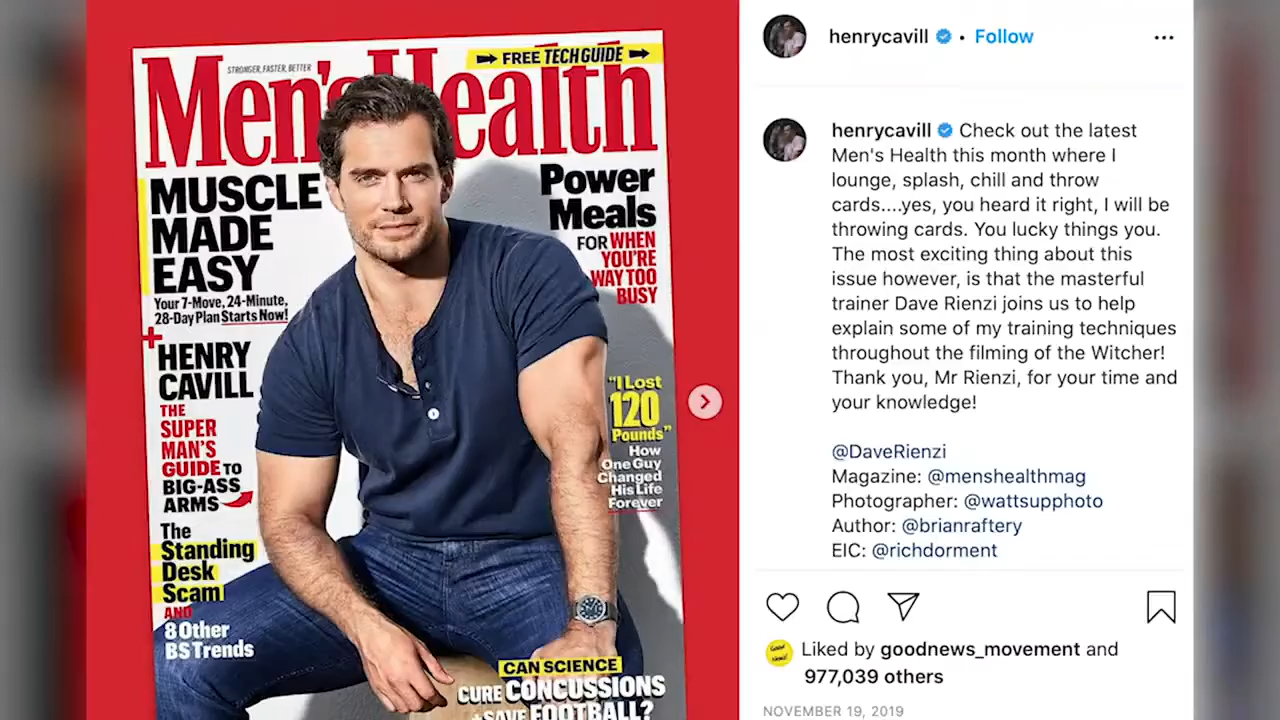 STRONGER, FASTER, BETTER
FREE TECH GUIDE
Men's Health
MUSCLE
MADE
EASY
Your 7-Move, 24-Minute,
28-Day Plan Starts Now!
+
HENRY
CAVILL
THE
SUPER
MAN'S
GUIDE TO
BIG-ASS
ARMS
The
Standing
Desk
Scam
AND
8 Other
BS Trends
Power
Meals
FOR WHEN
YOU'RE
WAY TOO
BUSY
"I Lost
120
Pounds"
How
One Guy
Changed
His Life
Forever
CAN SCIENCE
CURE CONCUSSIONS
+SAVE FOOTBALL?
henrycavill • Follow
henrycavill Check out the latest
Men's Health this month where I
lounge, splash, chill and throw
cards....yes, you heard it right, I will be
throwing cards. You lucky things you.
The most exciting thing about this
issue however, is that the masterful
trainer Dave Rienzi joins us to help
explain some of my training techniques
throughout the filming of the Witcher!
Thank you, Mr Rienzi, for your time and
your knowledge!
@DaveRienzi
Magazine: @menshealthmag
Photographer: @wattsupphoto
Author: @brianraftery
EIC: @richdorment
Liked by goodnews_movement and
977,039 others
NOVEMBER 19, 2019